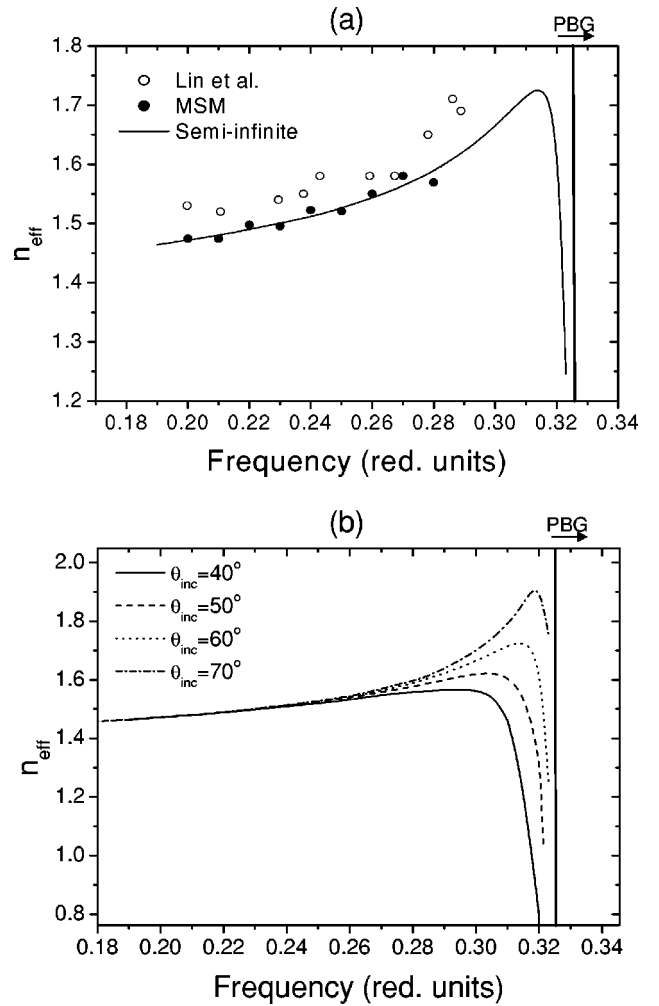 (a)
PBG
1.8
1.7
1.6
1.5
1.4
1.3
1.2
n_eff
Lin et al.
MSM
Semi-infinite
0.18 0.20 0.22 0.24 0.26 0.28 0.30 0.32 0.34
Frequency (red. units)
(b)
PBG
2.0
1.8
1.6
1.4
1.2
1.0
0.8
n_eff
θ_inc=40°
θ_inc=50°
θ_inc=60°
θ_inc=70°
0.18 0.20 0.22 0.24 0.26 0.28 0.30 0.32 0.34
Frequency (red. units)